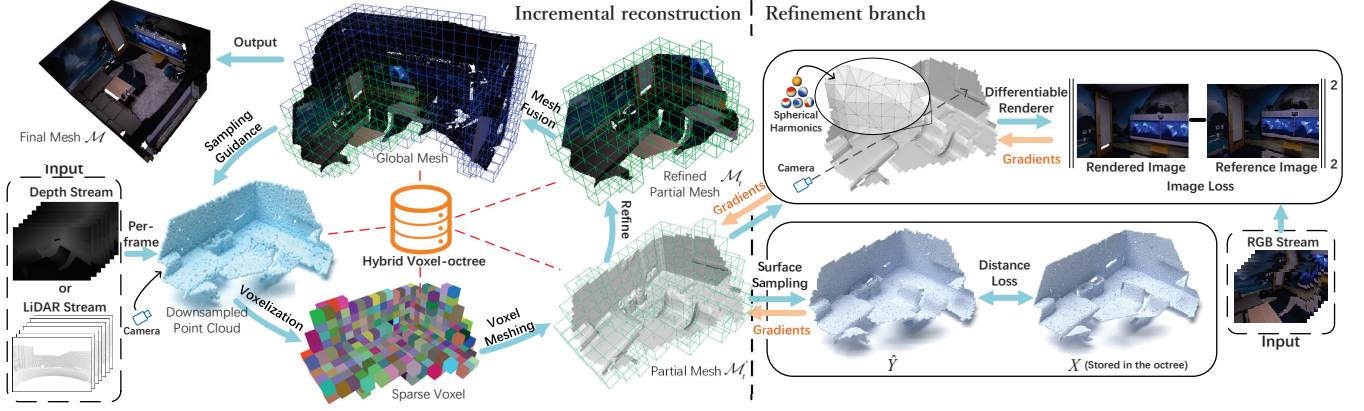 Incremental reconstruction
Refinement branch
Output
Final Mesh ℳ
Sampling
Guidance
Global Mesh
Mesh
Fusion
Refined
Partial Mesh ℳ_t
Input
Depth Stream
or
LiDAR Stream
Per-
frame
Camera
Downsampled
Point Cloud
Hybrid Voxel-octree
Voxelization
Sparse Voxel
Voxel
Meshing
Partial Mesh ℳ'_t
Refine
Gradients
Spherical
Harmonics
Camera
Differentiable
Renderer
Gradients
Rendered Image
Reference Image
2
2
Image Loss
Surface
Sampling
Gradients
Distance
Loss
Ŷ
X (Stored in the octree)
RGB Stream
Input